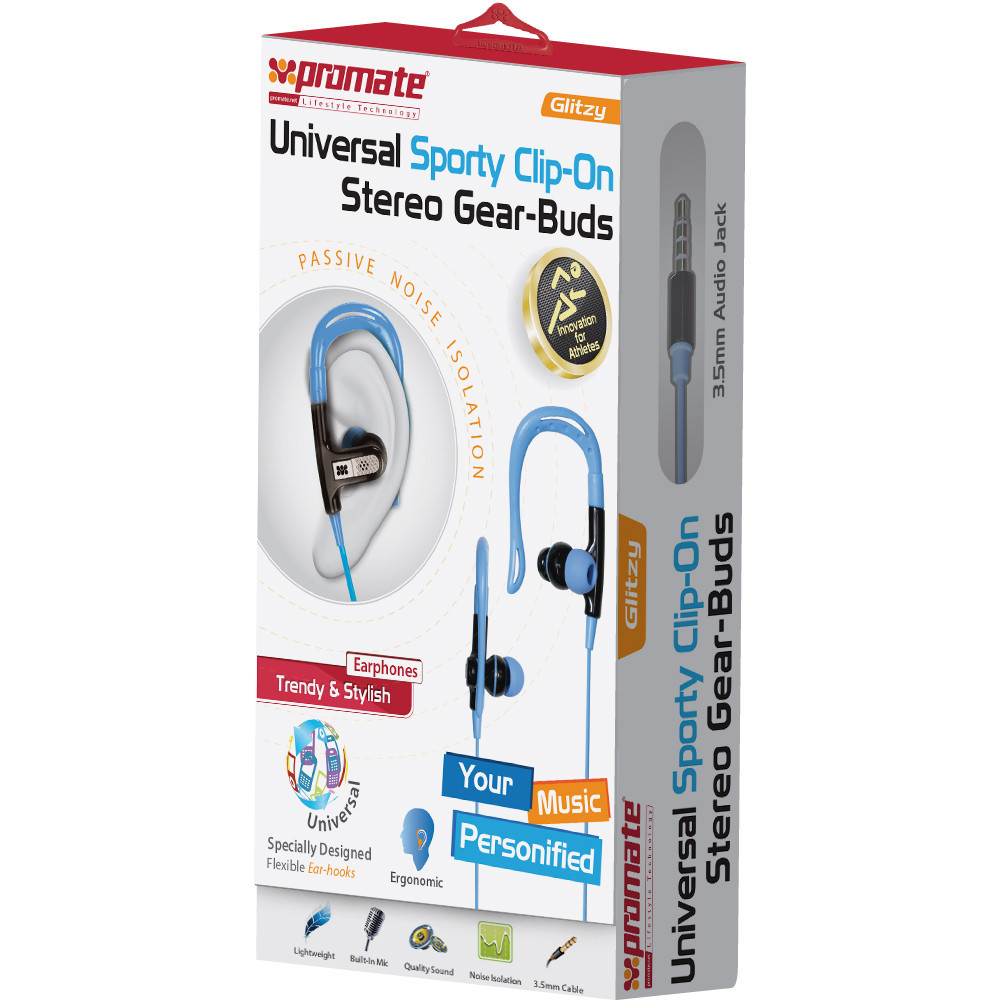 promate®
promate.net Lifestyle Technology
Glitzy
Universal Sporty Clip-On
Stereo Gear-Buds
PASSIVE NOISE ISOLATION
Innovation
for
Athletes
Earphones
Trendy & Stylish
Universal
Specially Designed
Flexible Ear-hooks
Ergonomic
Your
Music
Personified
Lightweight
Built-In Mic
Quality Sound
Noise Isolation
3.5mm Cable
3.5mm Audio Jack
Glitzy
Universal Sporty Clip-On
Stereo Gear-Buds
promate®
promate.net Lifestyle Technology